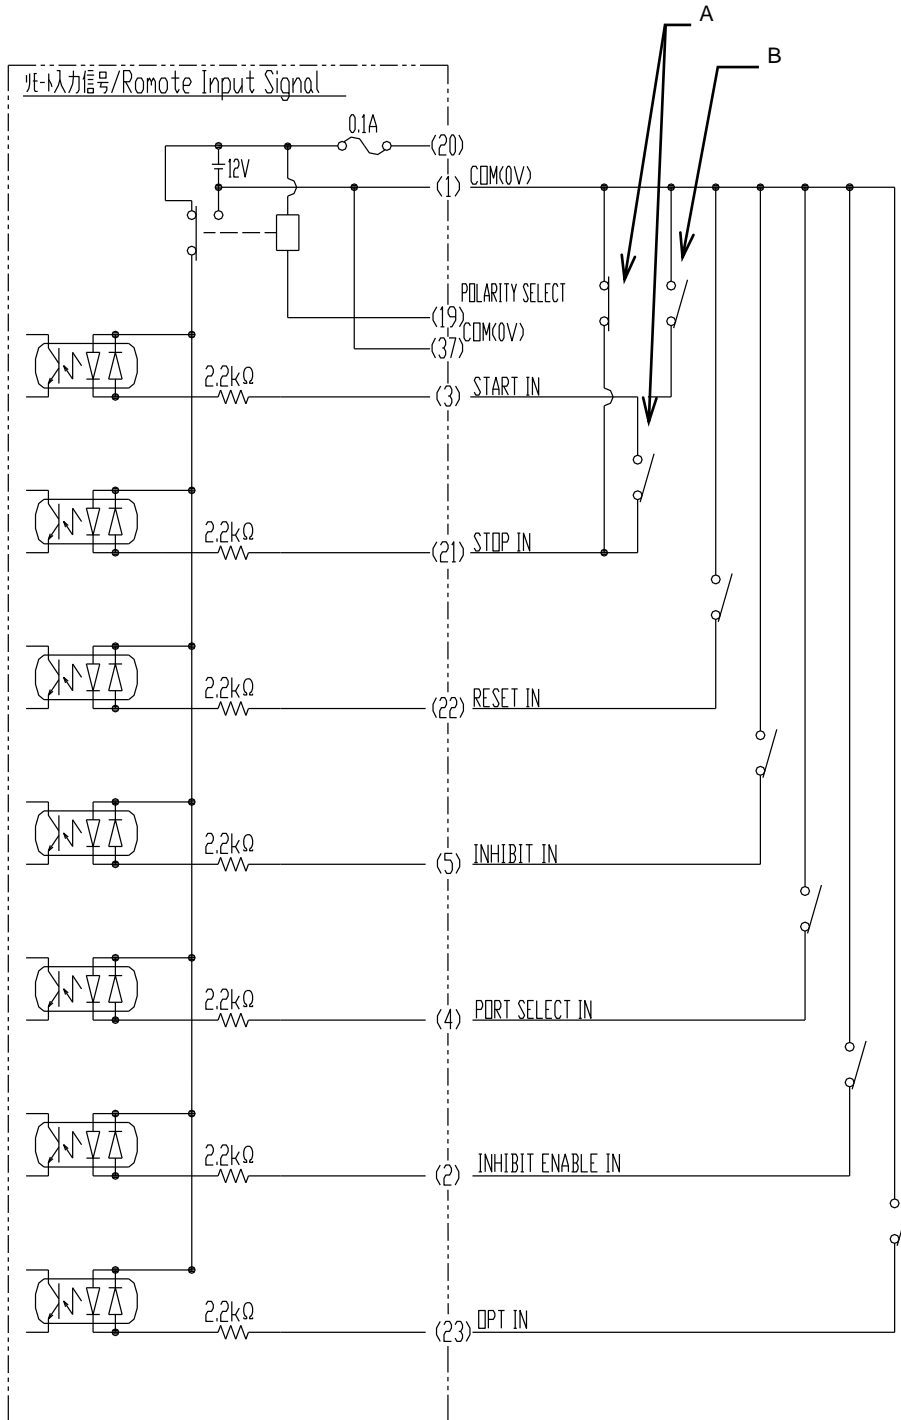 A
B
リモート入力信号/Romote Input Signal
0.1A
(20)
12V
(1) COM(0V)
POLARITY SELECT
(19)
COM(0V)
(37)
2.2kΩ
(3) START IN
2.2kΩ
(21) STOP IN
2.2kΩ
(22) RESET IN
2.2kΩ
(5) INHIBIT IN
2.2kΩ
(4) PORT SELECT IN
2.2kΩ
(2) INHIBIT ENABLE IN
2.2kΩ
(23) OPT IN